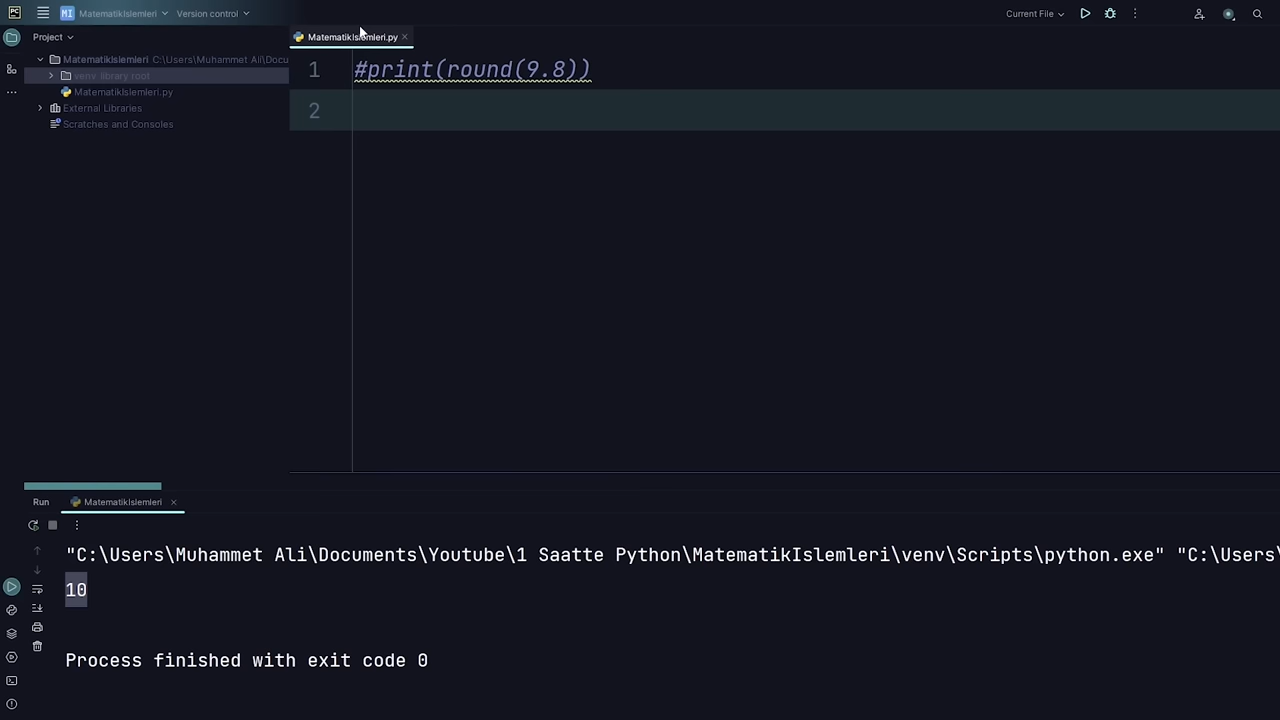 PC MI MatematikIslemleri Version control Current File
Project
MatematikIslemleri.py
MatematikIslemleri C:\Users\Muhammet Ali\Docu
venv library root
MatematikIslemleri.py
External Libraries
Scratches and Consoles
1 #print(round(9.8))
2
Run MatematikIslemleri
"C:\Users\Muhammet Ali\Documents\Youtube\1 Saatte Python\MatematikIslemleri\venv\Scripts\python.exe" "C:\Users
10
Process finished with exit code 0